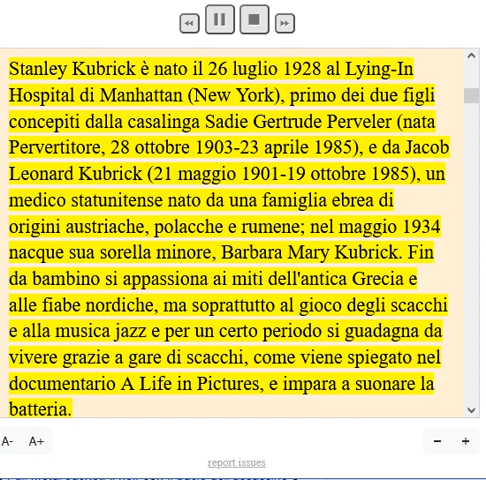 Stanley Kubrick è nato il 26 luglio 1928 al Lying-In
Hospital di Manhattan (New York), primo dei due figli
concepiti dalla casalinga Sadie Gertrude Perveler (nata
Pervertitore, 28 ottobre 1903-23 aprile 1985), e da Jacob
Leonard Kubrick (21 maggio 1901-19 ottobre 1985), un
medico statunitense nato da una famiglia ebrea di
origini austriache, polacche e rumene; nel maggio 1934
nacque sua sorella minore, Barbara Mary Kubrick. Fin
da bambino si appassiona ai miti dell'antica Grecia e
alle fiabe nordiche, ma soprattutto al gioco degli scacchi
e alla musica jazz e per un certo periodo si guadagna da
vivere grazie a gare di scacchi, come viene spiegato nel
documentario A Life in Pictures, e impara a suonare la
batteria.
A- A+ − +
report issues